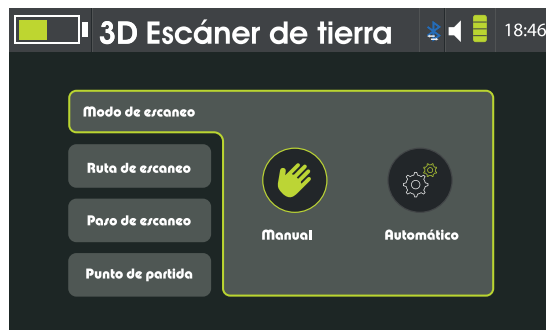 3D Escáner de tierra
18:46
Modo de escaneo
Ruta de escaneo
Paso de escaneo
Punto de partida
Manual
Automático